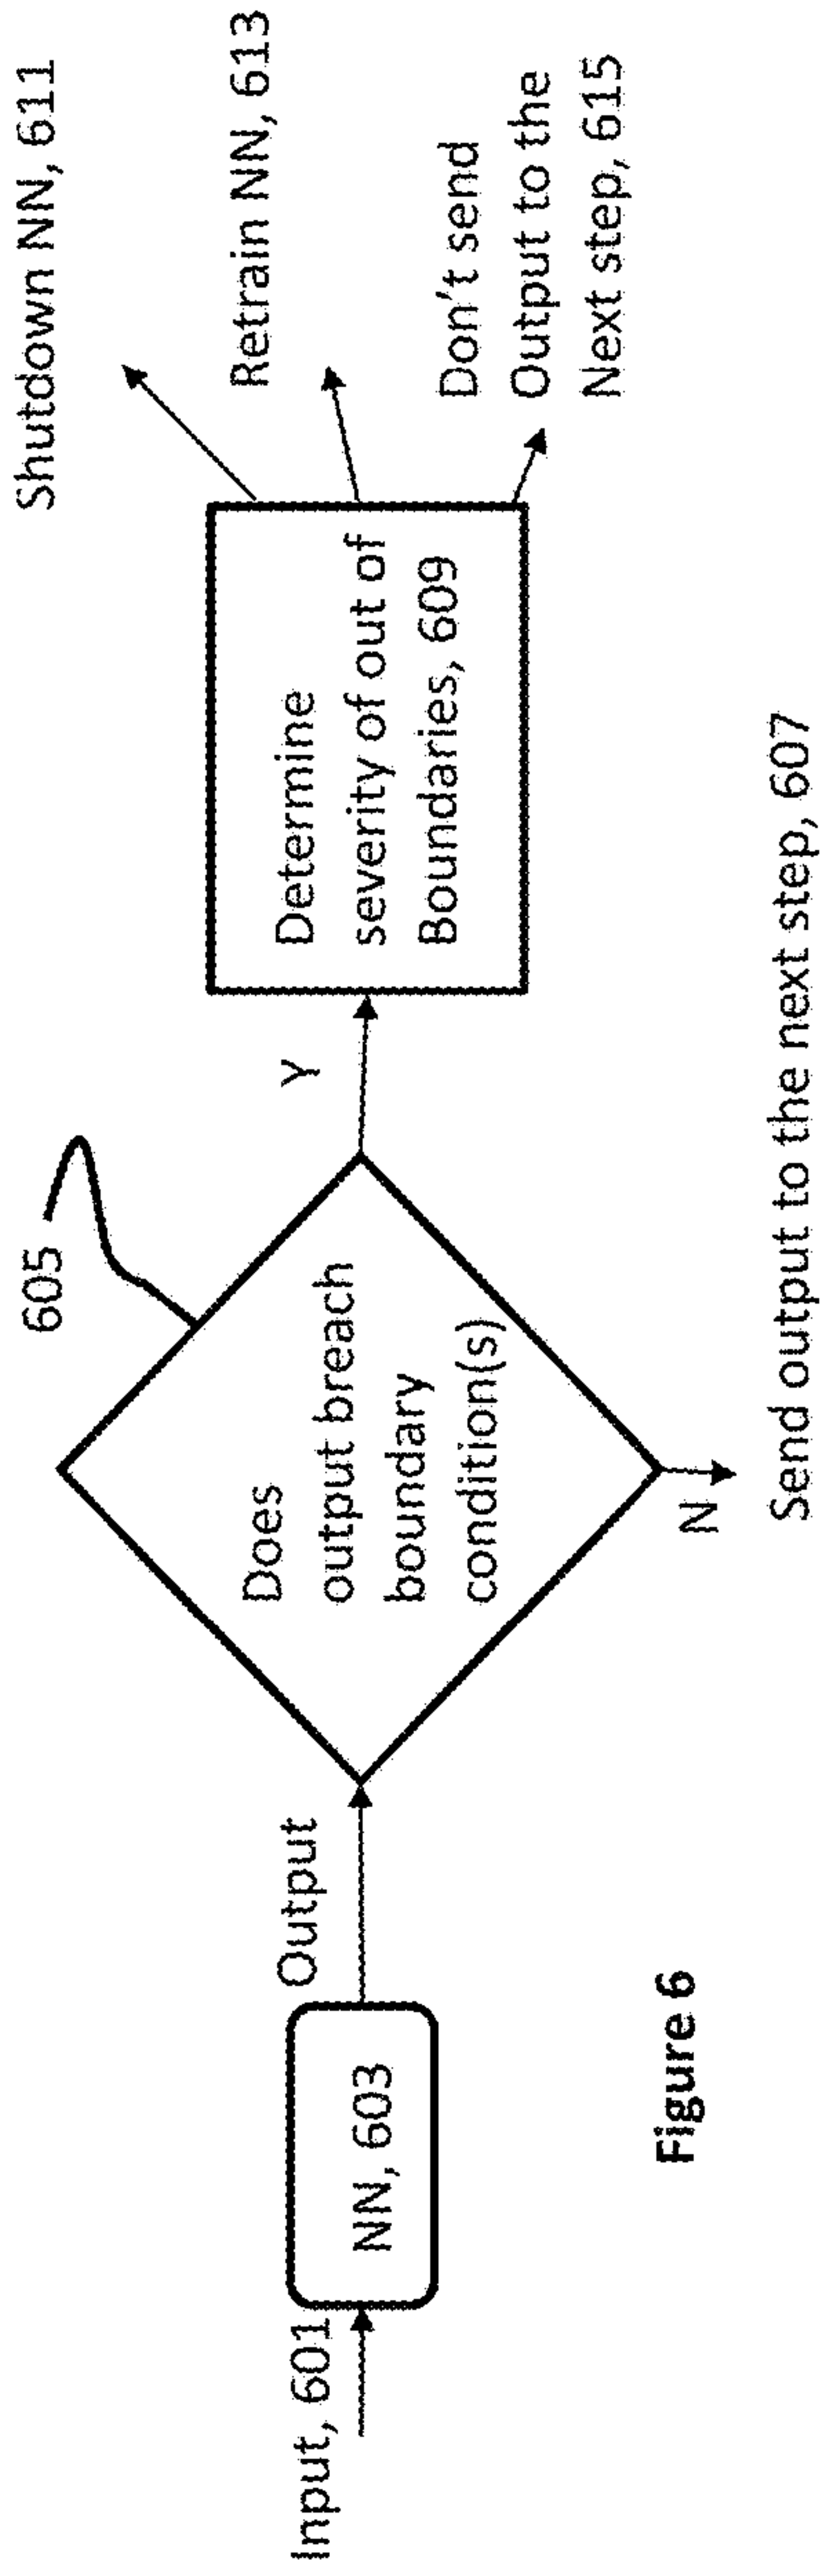 Input, 601
NN, 603
Output
605
Does
output breach
boundary
condition(s)
Y
N
Send output to the next step, 607
Determine
severity of out of
Boundaries, 609
Shutdown NN, 611
Retrain NN, 613
Don't send
Output to the
Next step, 615
Figure 6